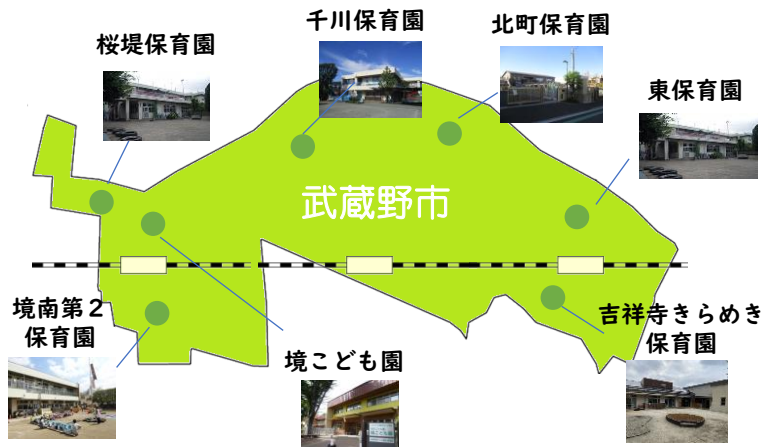 千川保育園
北町保育園
桜堤保育園
東保育園
武蔵野市
境南第２
保育園
境こども園
吉祥寺きらめき
保育園